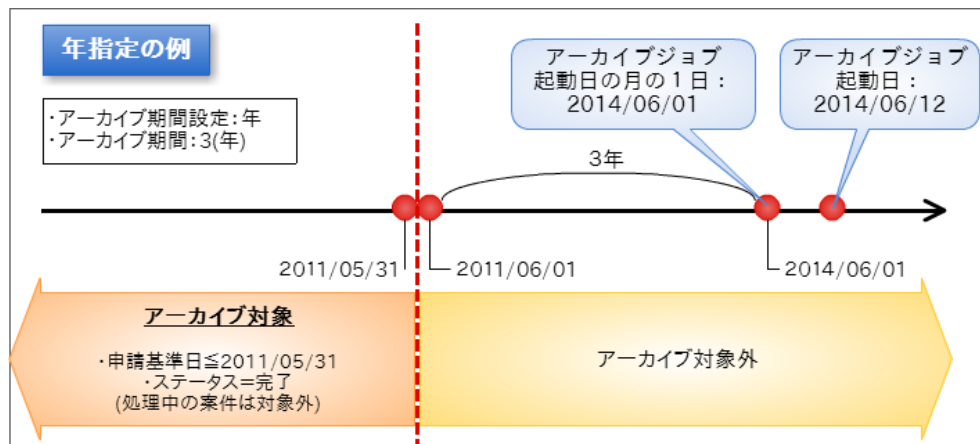 年指定の例
・アーカイブ期間設定：年
・アーカイブ期間：3(年)
アーカイブジョブ
起動日の月の１日：
2014/06/01
アーカイブジョブ
起動日：
2014/06/12
3年
2011/05/31
2011/06/01
2014/06/01
アーカイブ対象
・申請基準日≦2011/05/31
・ステータス＝完了
(処理中の案件は対象外)
アーカイブ対象外